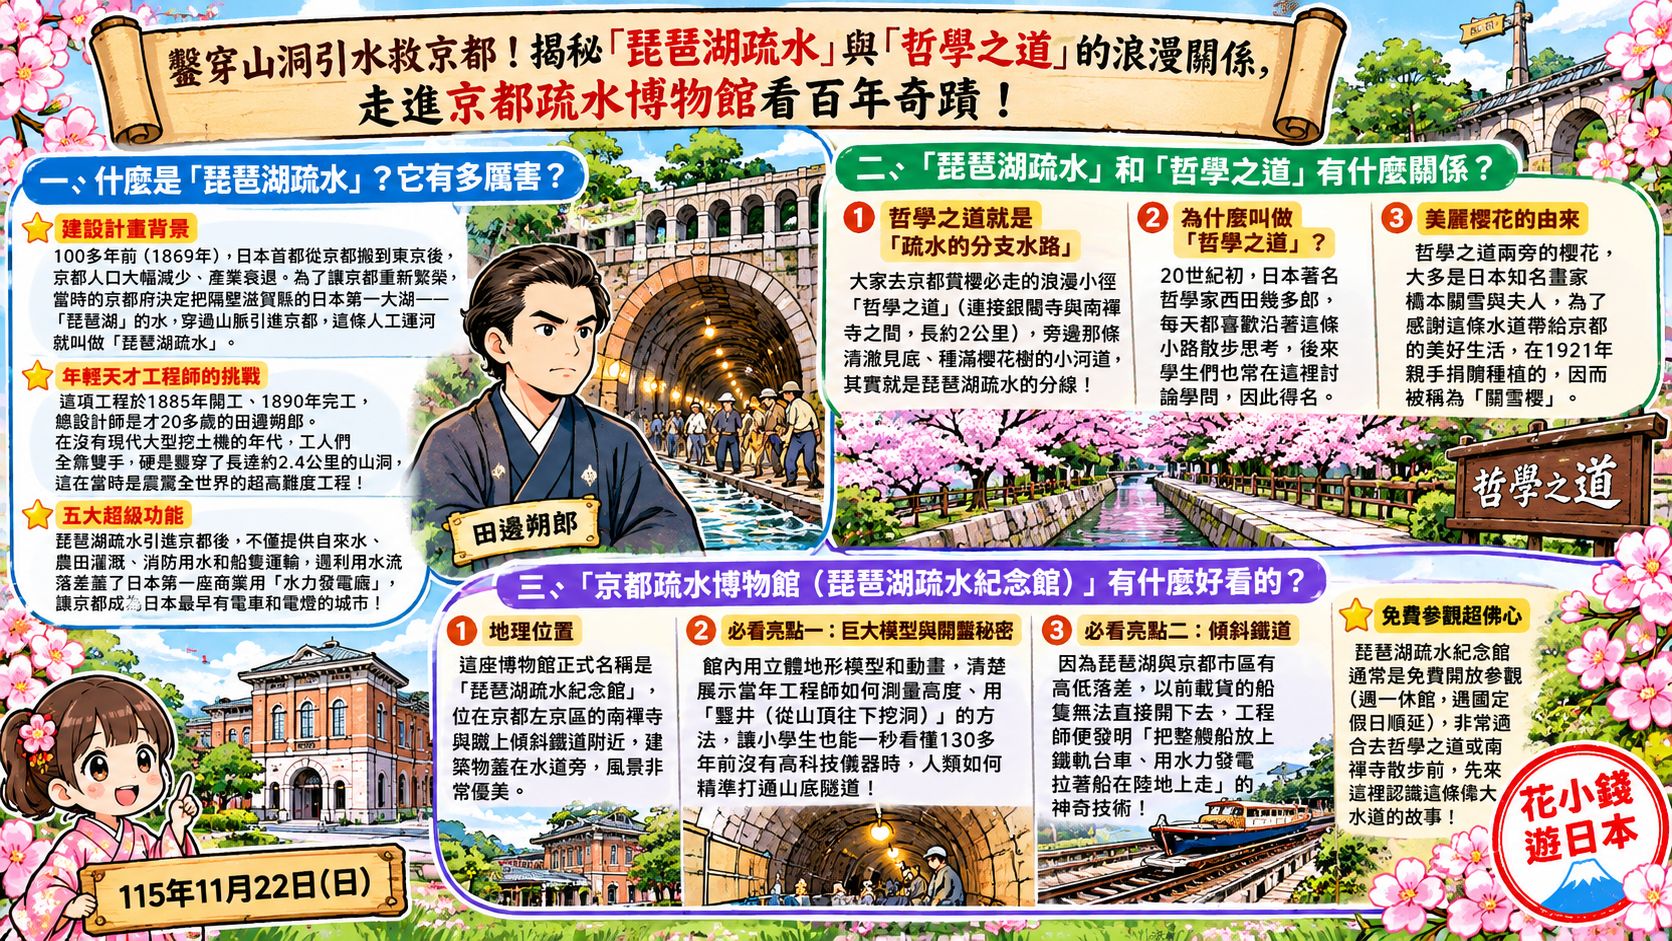 鑿穿山洞引水救京都！揭秘「琵琶湖疏水」與「哲學之道」的浪漫關係，
走進京都疏水博物館看百年奇蹟！
一、什麼是「琵琶湖疏水」？它有多厲害？
建設計畫背景
100多年前（1869年），日本首都從京都搬到東京後，
京都人口大幅減少、產業衰退。為了讓京都重新繁榮，
當時的京都府決定把隔壁滋賀縣的日本第一大湖——
「琵琶湖」的水，穿過山脈引進京都，這條人工運河
就叫做「琵琶湖疏水」。
年輕天才工程師的挑戰
這項工程於1885年開工、1890年完工，
總設計師是才20多歲的田邊朔郎。
在沒有現代大型挖土機的年代，工人們
全靠雙手，硬是鑿穿了長達約2.4公里的山洞，
這在當時是震驚全世界的超高難度工程！
五大超級功能
琵琶湖疏水引進京都後，不僅提供自來水、
農田灌溉、消防用水和船隻運輸，還利用水流
落差蓋了日本第一座商業用「水力發電廠」，
讓京都成為日本最早有電車和電燈的城市！
田邊朔郎
二、「琵琶湖疏水」和「哲學之道」有什麼關係？
1 哲學之道就是
「疏水的分支水路」
大家去京都賞櫻必走的浪漫小徑
「哲學之道」（連接銀閣寺與南禪
寺之間，長約2公里），旁邊那條
清澈見底、種滿櫻花樹的小河道，
其實就是琵琶湖疏水的分線！
2 為什麼叫做
「哲學之道」？
20世紀初，日本著名
哲學家西田幾多郎，
每天都喜歡沿著這條
小路散步思考，後來
學生們也常在這裡討
論學問，因此得名。
3 美麗櫻花的由來
哲學之道兩旁的櫻花，
大多是日本知名畫家
橋本關雪與夫人，為了
感謝這條水道帶給京都
的美好生活，在1921年
親手捐贈種植的，因而
被稱為「關雪櫻」。
哲學之道
三、「京都疏水博物館（琵琶湖疏水紀念館）」有什麼好看的？
1 地理位置
這座博物館正式名稱是
「琵琶湖疏水紀念館」，
位在京都左京區的南禪寺
與蹴上傾斜鐵道附近，建
築物蓋在水道旁，風景非
常優美。
2 必看亮點一：巨大模型與開鑿秘密
館內用立體地形模型和動畫，清楚
展示當年工程師如何測量高度、用
「豎井（從山頂往下挖洞）」的方
法，讓小學生也能一秒看懂130多
年前沒有高科技儀器時，人類如何
精準打通山底隧道！
3 必看亮點二：傾斜鐵道
因為琵琶湖與京都市區有
高低落差，以前載貨的船
隻無法直接開下去，工程
師便發明「把整艘船放上
鐵軌台車、用水力發電
拉著船在陸地上走」的
神奇技術！
免費參觀超佛心
琵琶湖疏水紀念館
通常是免費開放參觀
（週一休館，遇國定
假日順延），非常適
合去哲學之道或南
禪寺散步前，先來
這裡認識這條偉大
水道的故事！
115年11月22日(日)
花小錢
遊日本